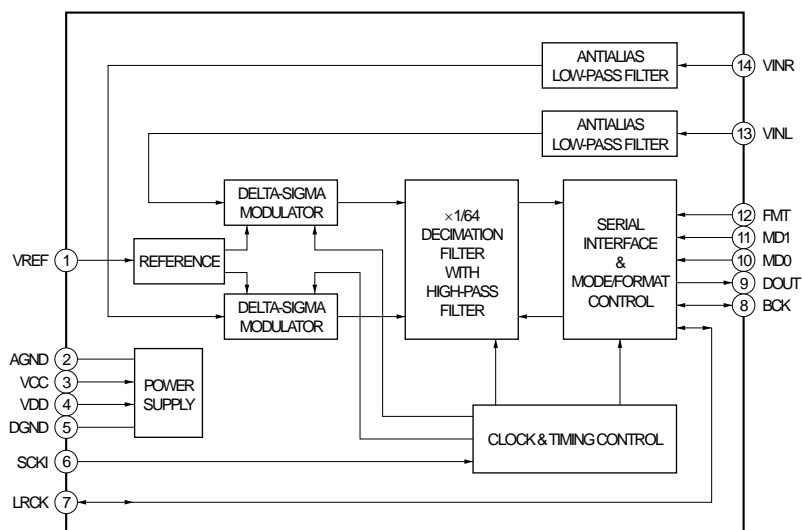 ANTIALIAS
LOW-PASS FILTER
14 VINR
ANTIALIAS
LOW-PASS FILTER
13 VINL
DELTA-SIGMA
MODULATOR
×1/64
DECIMATION
FILTER
WITH
HIGH-PASS
FILTER
SERIAL
INTERFACE
&
MODE/FORMAT
CONTROL
12 FMT
11 MD1
10 MD0
9 DOUT
8 BCK
VREF 1
REFERENCE
DELTA-SIGMA
MODULATOR
AGND 2
VCC 3
VDD 4
DGND 5
POWER
SUPPLY
CLOCK & TIMING CONTROL
SCKI 6
LRCK 7